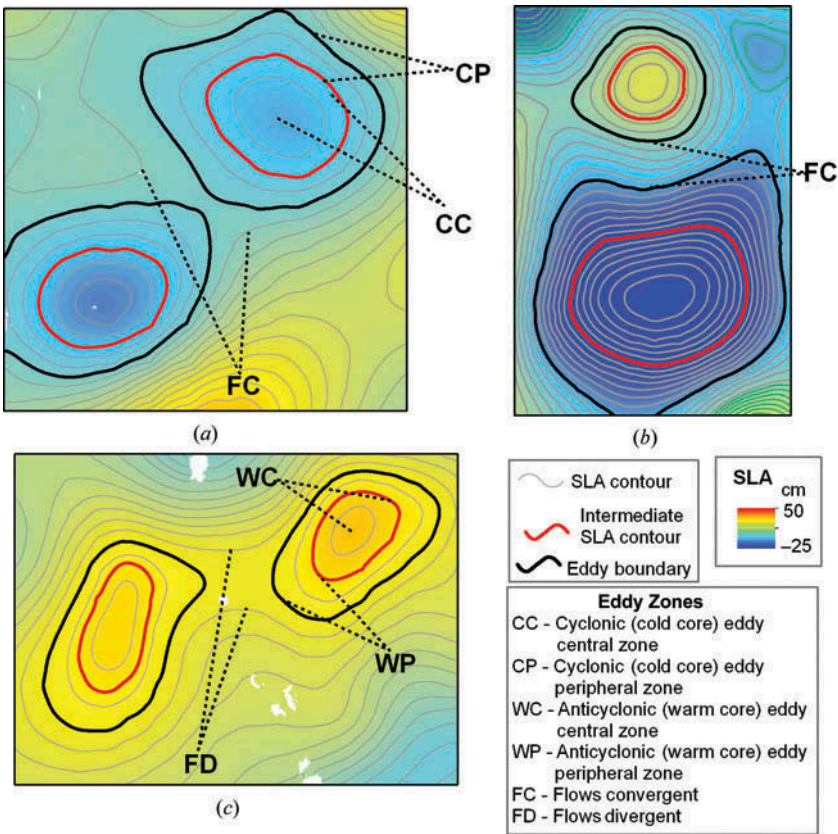 CP
CC
FC
(a)
FC
(b)
WC
WP
FD
(c)
SLA contour
Intermediate
SLA contour
Eddy boundary
SLA
cm
50
−25
Eddy Zones
CC - Cyclonic (cold core) eddy
central zone
CP - Cyclonic (cold core) eddy
peripheral zone
WC - Anticyclonic (warm core) eddy
central zone
WP - Anticyclonic (warm core) eddy
peripheral zone
FC - Flows convergent
FD - Flows divergent